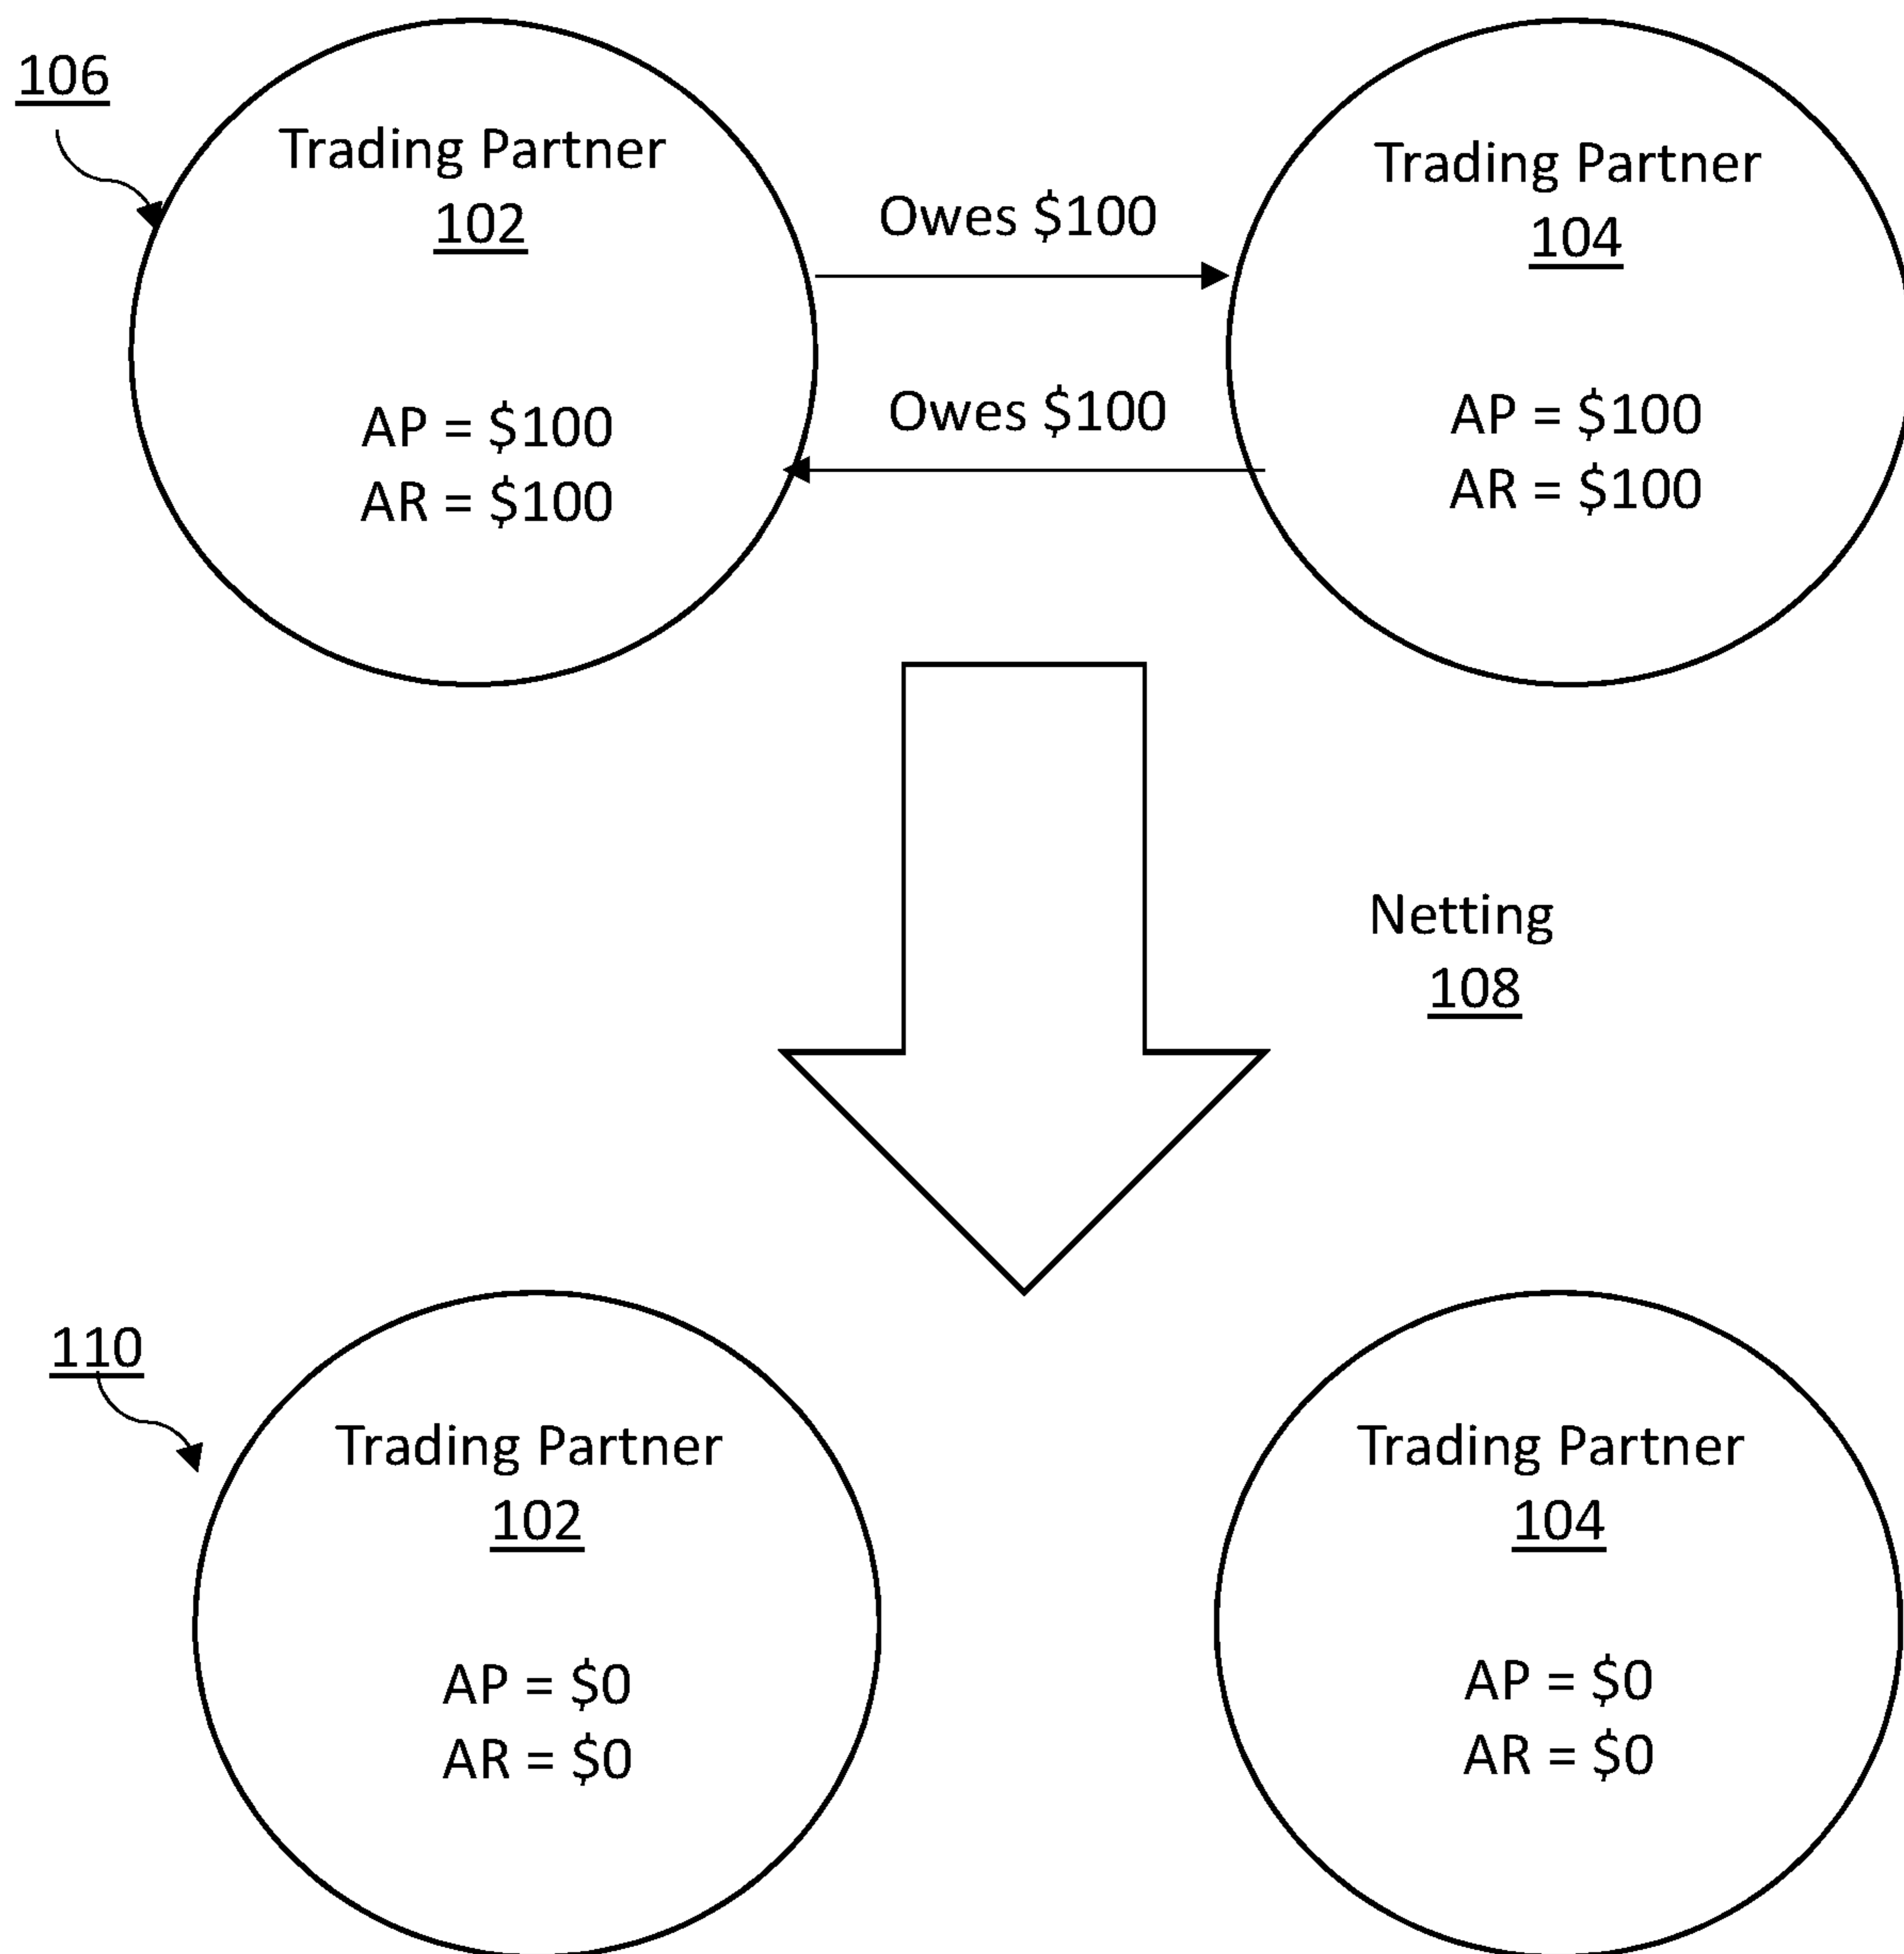 106
Trading Partner
102
AP = $100
AR = $100
Owes $100
Owes $100
Trading Partner
104
AP = $100
AR = $100
Netting
108
110
Trading Partner
102
AP = $0
AR = $0
Trading Partner
104
AP = $0
AR = $0